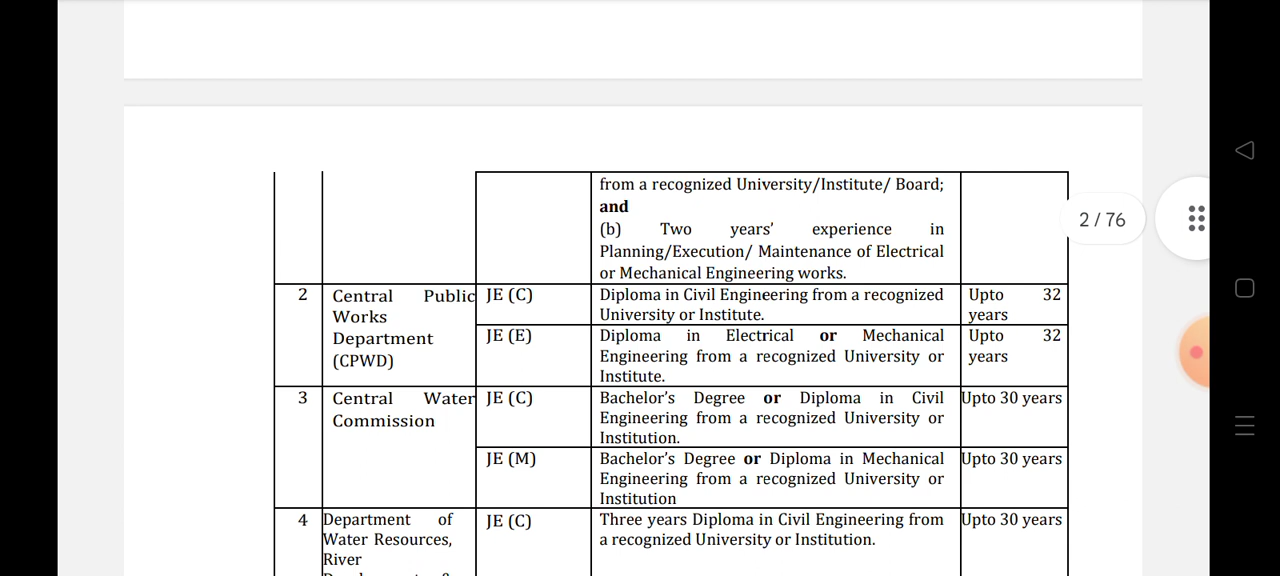 from a recognized University/Institute/ Board;
and
(b) Two years' experience in
Planning/Execution/ Maintenance of Electrical
or Mechanical Engineering works.
2 / 76
2 Central Public JE (C) Diploma in Civil Engineering from a recognized Upto 32
Works University or Institute. years
Department JE (E) Diploma in Electrical or Mechanical Upto 32
(CPWD) Engineering from a recognized University or years
Institute.
3 Central Water JE (C) Bachelor's Degree or Diploma in Civil Upto 30 years
Commission Engineering from a recognized University or
Institution.
JE (M) Bachelor's Degree or Diploma in Mechanical Upto 30 years
Engineering from a recognized University or
Institution
4 Department of JE (C) Three years Diploma in Civil Engineering from Upto 30 years
Water Resources, a recognized University or Institution.
River